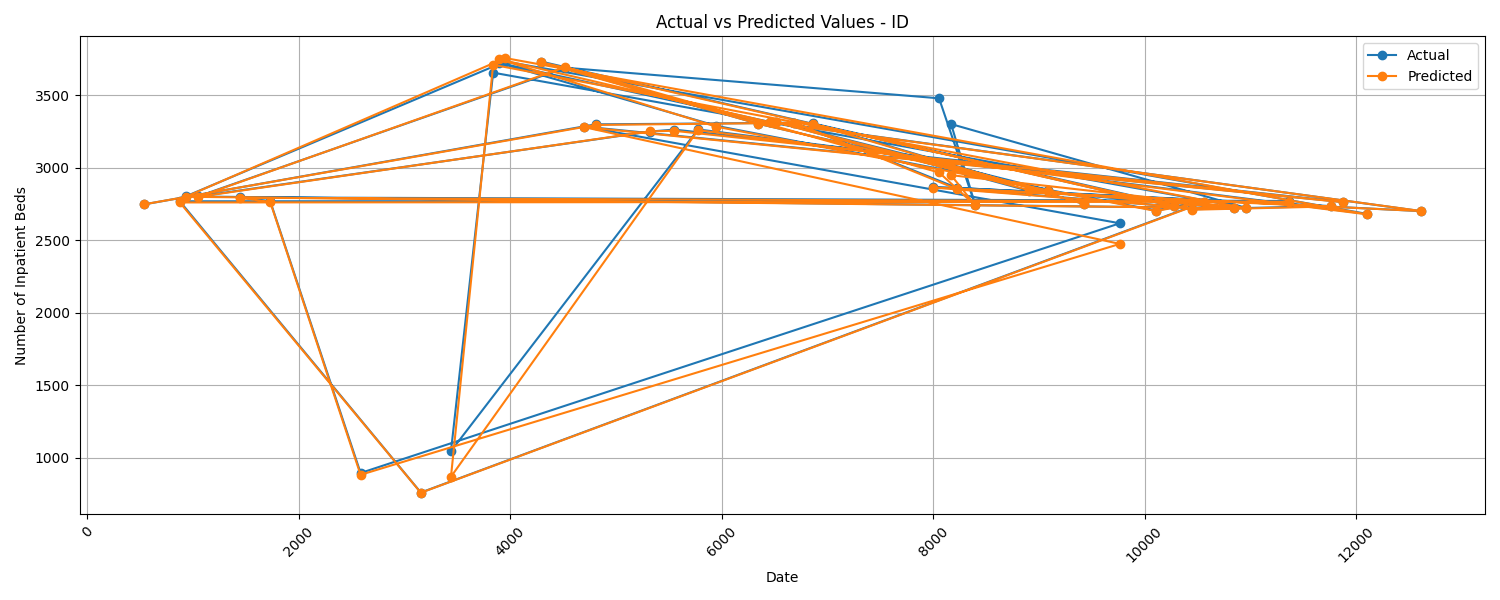 Actual vs Predicted Values - ID
Actual
Predicted
Number of Inpatient Beds
3500
3000
2500
2000
1500
1000
0
2000
4000
6000
8000
10000
12000
Date